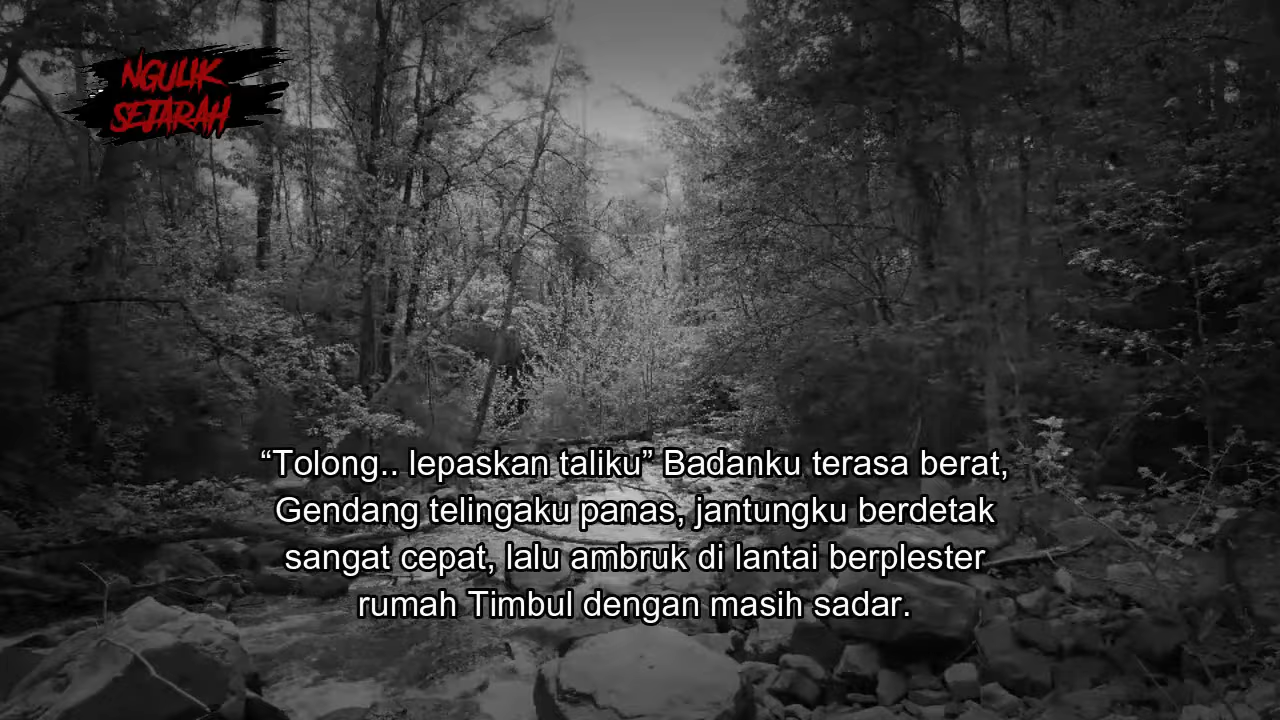 NGULIK
SEJARAH
“Tolong.. lepaskan taliku” Badanku terasa berat,
Gendang telingaku panas, jantungku berdetak
sangat cepat, lalu ambruk di lantai berplester
rumah Timbul dengan masih sadar.